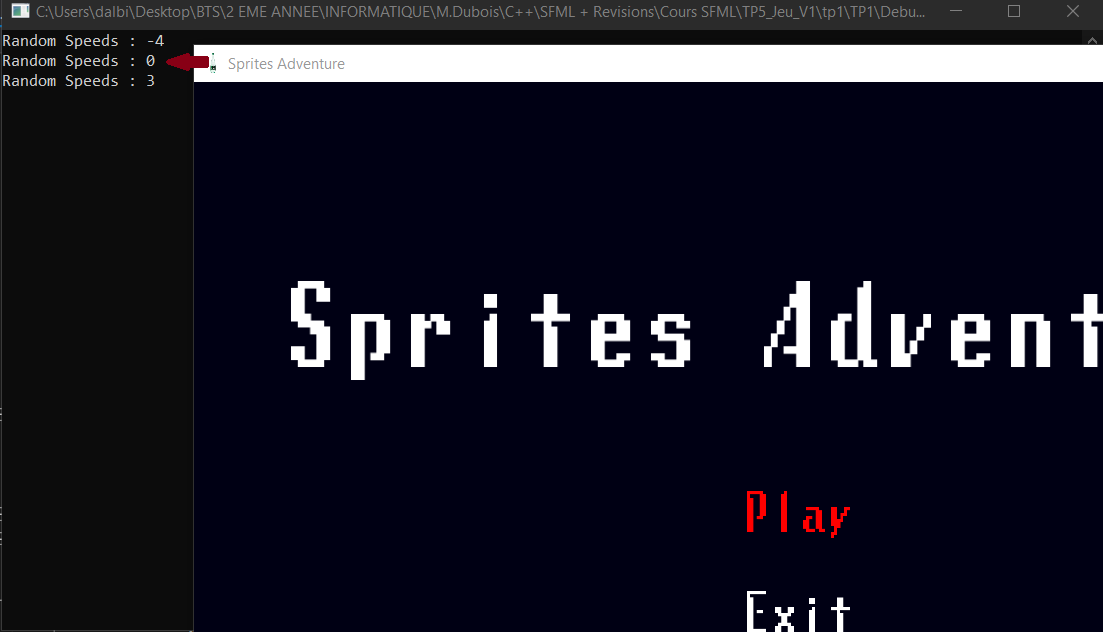 C:\Users\dalbi\Desktop\BTS\2 EME ANNEE\INFORMATIQUE\M.Dubois\C++\SFML + Revisions\Cours SFML\TP5_Jeu_V1\tp1\TP1\Debu...
Random Speeds : -4
Random Speeds : 0
Random Speeds : 3
Sprites Adventure
Sprites Advent
Play
Exit